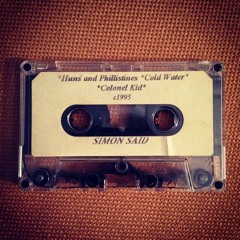 *Huns and Phillistines *Cold Water*
*Colonel Kid*
c1995
SIMON SAID